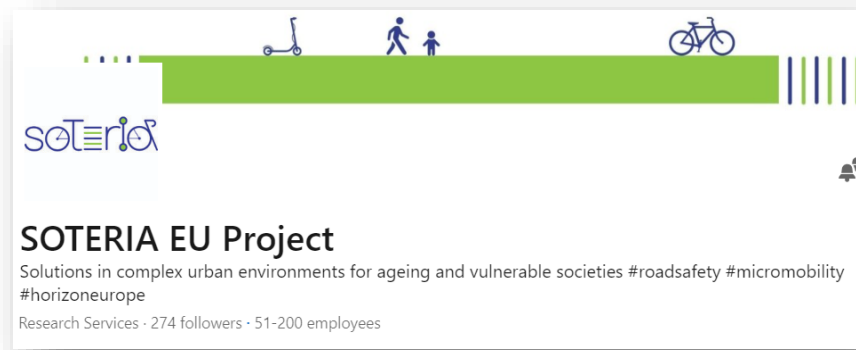 soteria
SOTERIA EU Project
Solutions in complex urban environments for ageing and vulnerable societies #roadsafety #micromobility
#horizoneurope
Research Services · 274 followers · 51-200 employees